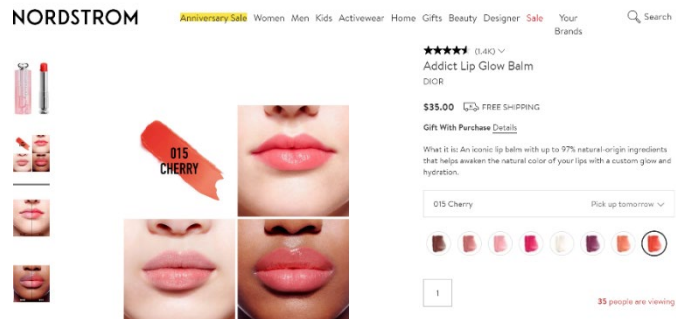 NORDSTROM
Anniversary Sale Women Men Kids Activewear Home Gifts Beauty Designer Sale Your Brands
Search
(1.4K)
Addict Lip Glow Balm
DIOR
$35.00 FREE SHIPPING
Gift With Purchase Details
What it is: An iconic lip balm with up to 97% natural-origin ingredients
that helps awaken the natural color of your lips with a custom glow and
hydration.
015 Cherry Pick up tomorrow
015
CHERRY
1
35 people are viewing